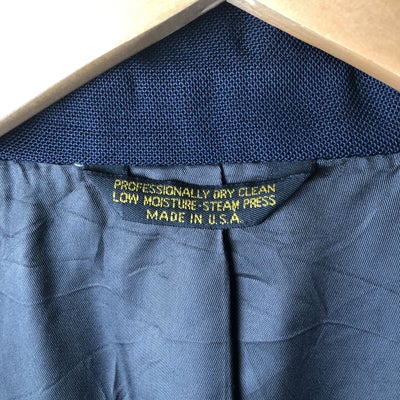 PROFESSIONALLY DRY CLEAN
LOW MOISTURE-STEAM PRESS
MADE IN U.S.A.